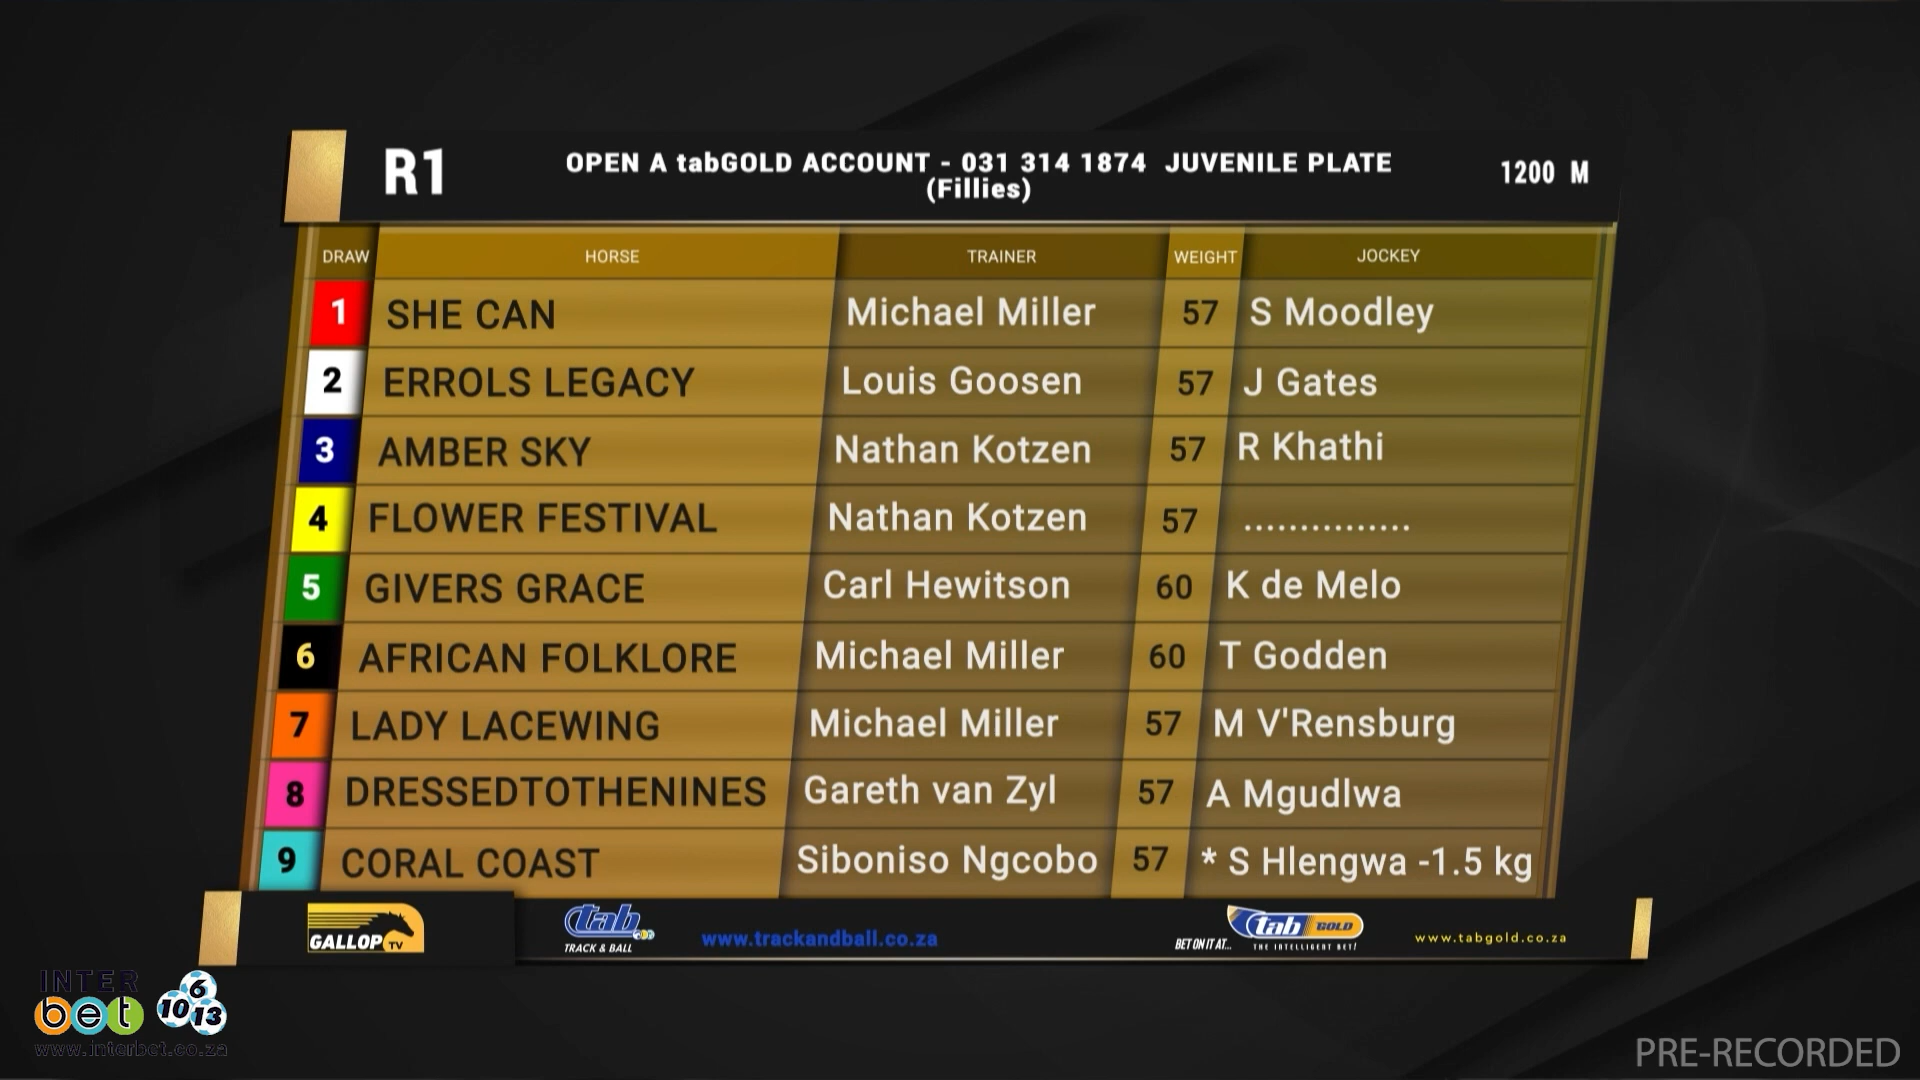 R1
OPEN A tabGOLD ACCOUNT - 031 314 1874 JUVENILE PLATE
(Fillies)
1200 M
DRAW HORSE TRAINER WEIGHT JOCKEY
1 SHE CAN Michael Miller 57 S Moodley
2 ERROLS LEGACY Louis Goosen 57 J Gates
3 AMBER SKY Nathan Kotzen 57 R Khathi
4 FLOWER FESTIVAL Nathan Kotzen 57 ...............
5 GIVERS GRACE Carl Hewitson 60 K de Melo
6 AFRICAN FOLKLORE Michael Miller 60 T Godden
7 LADY LACEWING Michael Miller 57 M V'Rensburg
8 DRESSEDTOTHENINES Gareth van Zyl 57 A Mgudlwa
9 CORAL COAST Siboniso Ngcobo 57 * S Hlengwa -1.5 kg
GALLOP TV
tab
TRACK & BALL
www.trackandball.co.za
BET ON IT AT...
tab GOLD
THE INTELLIGENT BET!
www.tabgold.co.za
INTER
bet
6
10 13
www.interbet.co.za
PRE-RECORDED